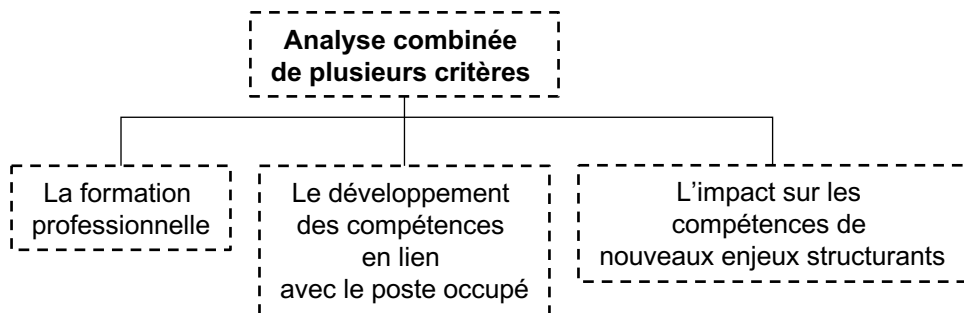 Analyse combinée
de plusieurs critères
La formation
professionnelle
Le développement
des compétences
en lien
avec le poste occupé
L’impact sur les
compétences de
nouveaux enjeux structurants